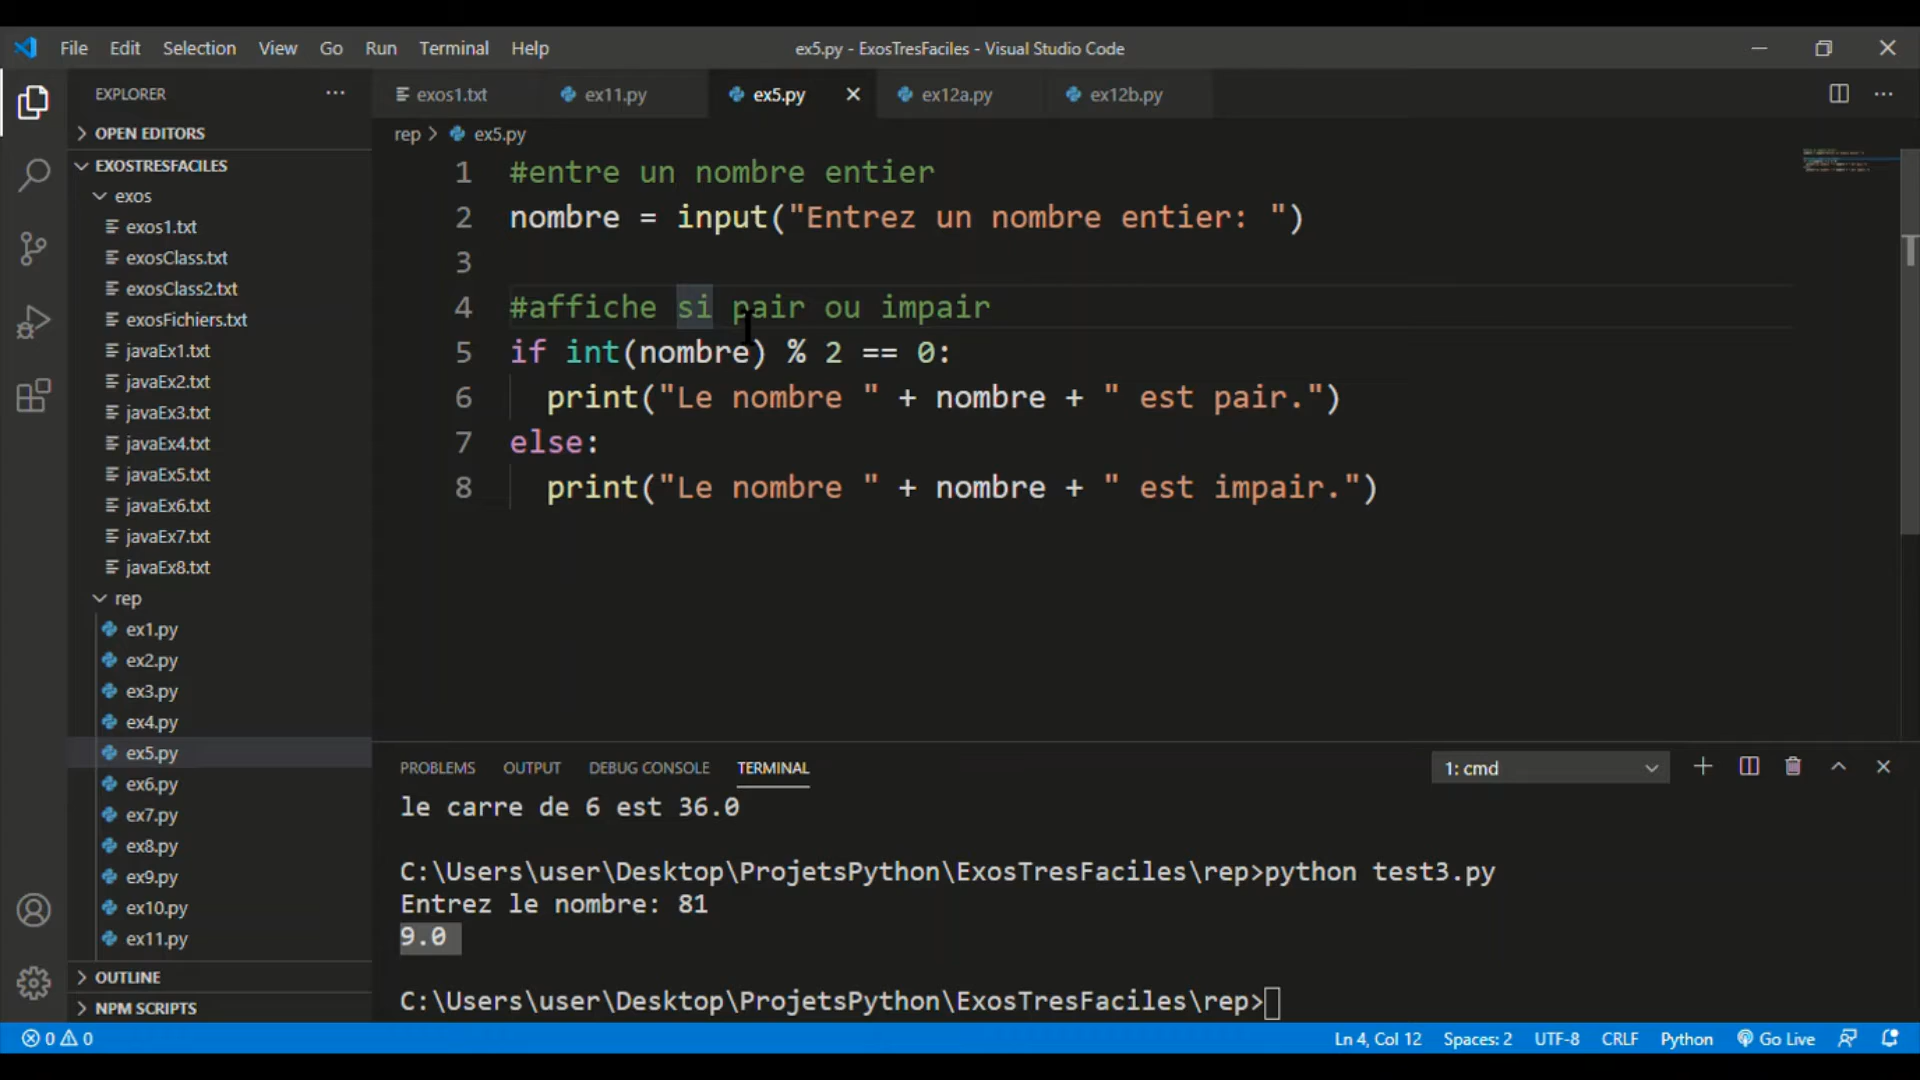 File Edit Selection View Go Run Terminal Help ex5.py - ExosTresFaciles - Visual Studio Code
EXPLORER ... exos1.txt ex11.py ex5.py ex12a.py ex12b.py ...
OPEN EDITORS
rep > ex5.py
EXOSTRESFACILES
exos
exos1.txt
exosClass.txt
exosClass2.txt
exosFichiers.txt
javaEx1.txt
javaEx2.txt
javaEx3.txt
javaEx4.txt
javaEx5.txt
javaEx6.txt
javaEx7.txt
javaEx8.txt
rep
ex1.py
ex2.py
ex3.py
ex4.py
ex5.py
ex6.py
ex7.py
ex8.py
ex9.py
ex10.py
ex11.py
OUTLINE
NPM SCRIPTS
1 #entre un nombre entier
2 nombre = input("Entrez un nombre entier: ")
3
4 #affiche si pair ou impair
5 if int(nombre) % 2 == 0:
6 print("Le nombre " + nombre + " est pair.")
7 else:
8 print("Le nombre " + nombre + " est impair.")
PROBLEMS OUTPUT DEBUG CONSOLE TERMINAL 1: cmd
le carre de 6 est 36.0
C:\Users\user\Desktop\ProjetsPython\ExosTresFaciles\rep>python test3.py
Entrez le nombre: 81
9.0
C:\Users\user\Desktop\ProjetsPython\ExosTresFaciles\rep>
0 0 Ln 4, Col 12 Spaces: 2 UTF-8 CRLF Python Go Live